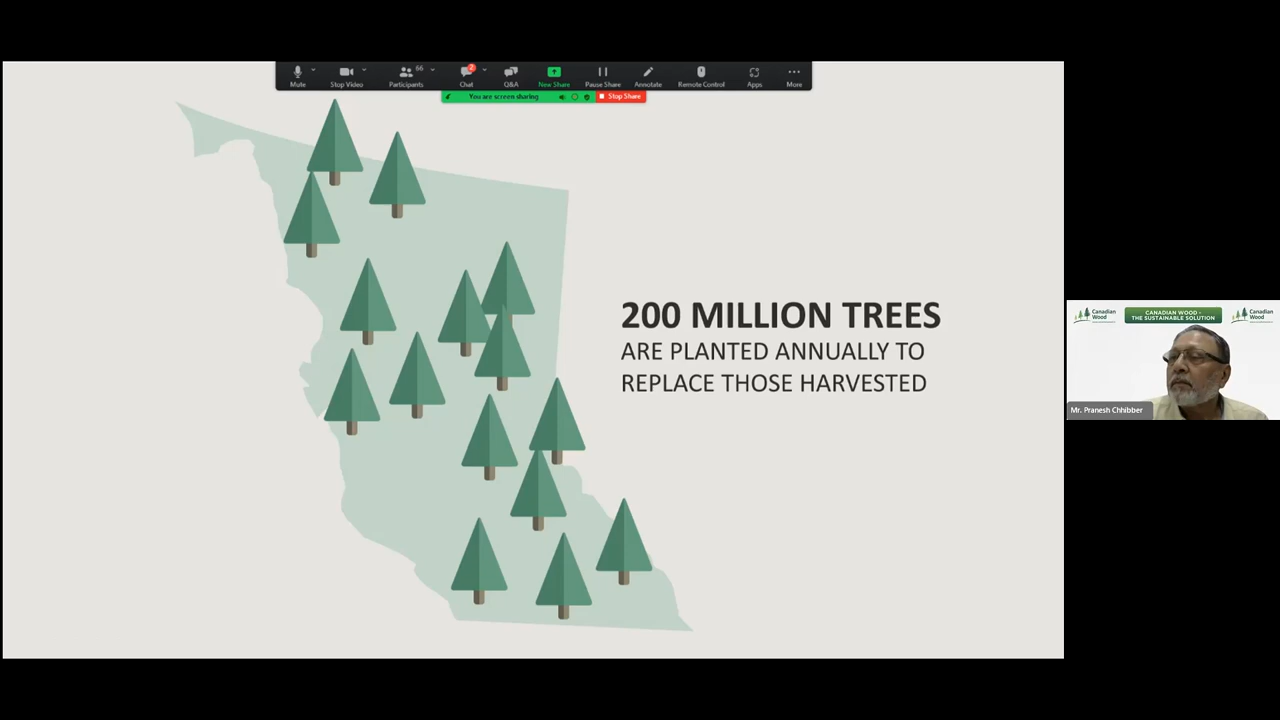 Mute
Stop Video
66
Participants
2
Chat
Q&A
New Share
Pause Share
Annotate
Remote Control
Apps
More
You are screen sharing
Stop Share
200 MILLION TREES
ARE PLANTED ANNUALLY TO
REPLACE THOSE HARVESTED
Canadian
Wood
CANADIAN WOOD -
THE SUSTAINABLE SOLUTION
Canadian
Wood
Mr. Pranesh Chhibber